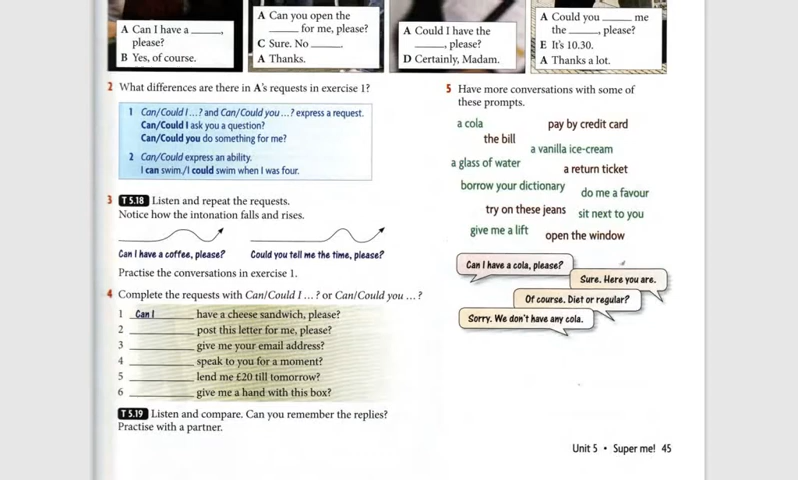 A Can I have a ______,
please?
B Yes, of course.
A Can you open the
______ for me, please?
C Sure. No ______.
A Thanks.
A Could I have the
______, please?
D Certainly, Madam.
A Could you ______ me
the ______, please?
E It's 10.30.
A Thanks a lot.
2 What differences are there in A's requests in exercise 1?
1 Can/Could I ...? and Can/Could you ...? express a request.
Can/Could I ask you a question?
Can/Could you do something for me?
2 Can/Could express an ability.
I can swim./I could swim when I was four.
3 T 5.18 Listen and repeat the requests.
Notice how the intonation falls and rises.
Can I have a coffee, please? Could you tell me the time, please?
Practise the conversations in exercise 1.
4 Complete the requests with Can/Could I ... ? or Can/Could you ... ?
1 Can I have a cheese sandwich, please?
2 ______ post this letter for me, please?
3 ______ give me your email address?
4 ______ speak to you for a moment?
5 ______ lend me £20 till tomorrow?
6 ______ give me a hand with this box?
T 5.19 Listen and compare. Can you remember the replies?
Practise with a partner.
5 Have more conversations with some of
these prompts.
a cola pay by credit card
the bill
a vanilla ice-cream
a glass of water a return ticket
borrow your dictionary do me a favour
try on these jeans sit next to you
give me a lift open the window
Can I have a cola, please?
Sure. Here you are.
Of course. Diet or regular?
Sorry. We don't have any cola.
Unit 5 • Super me! 45